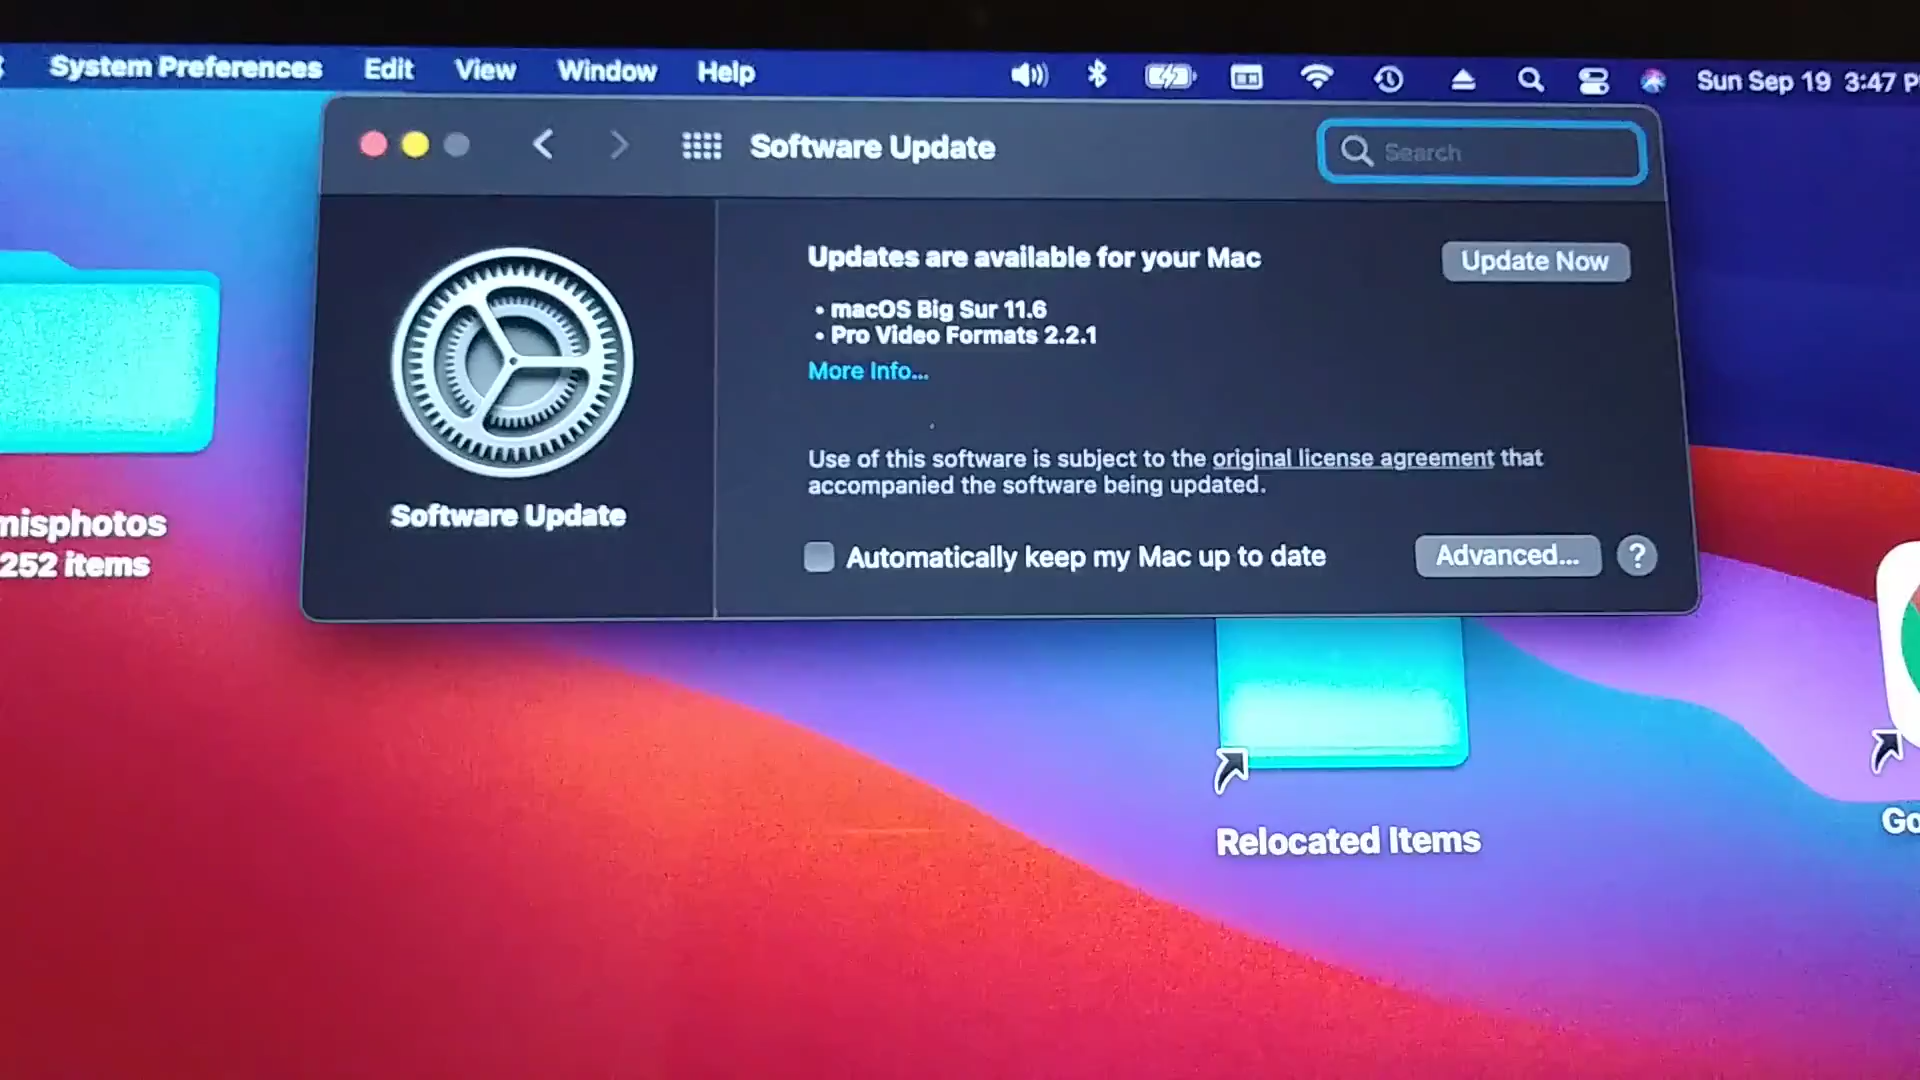 System Preferences Edit View Window Help Sun Sep 19 3:47 P
Software Update
Search
Updates are available for your Mac
Update Now
• macOS Big Sur 11.6
• Pro Video Formats 2.2.1
More Info...
Use of this software is subject to the original license agreement that
accompanied the software being updated.
Software Update
Automatically keep my Mac up to date
Advanced...
?
misphotos
252 items
Relocated Items
Go